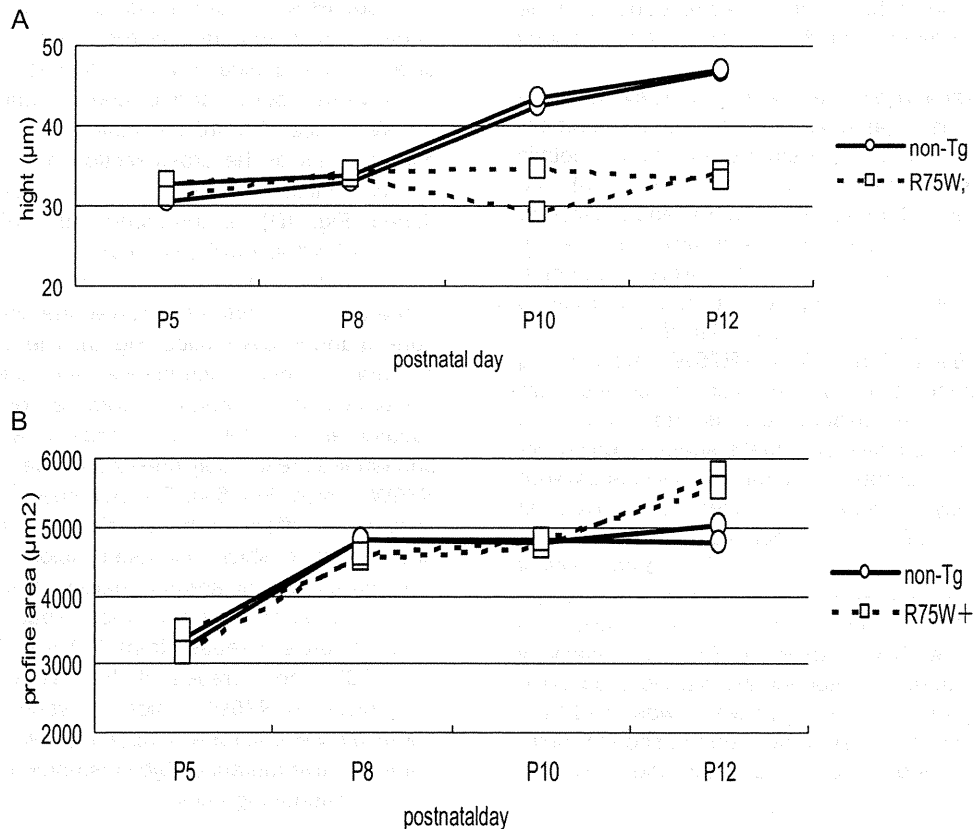 A
50
40
30
20
hight (µm)
P5
P8
P10
P12
postnatal day
non-Tg
R75W;
B
6000
5000
4000
3000
2000
profine area (µm2)
P5
P8
P10
P12
postnatalday
non-Tg
R75W+